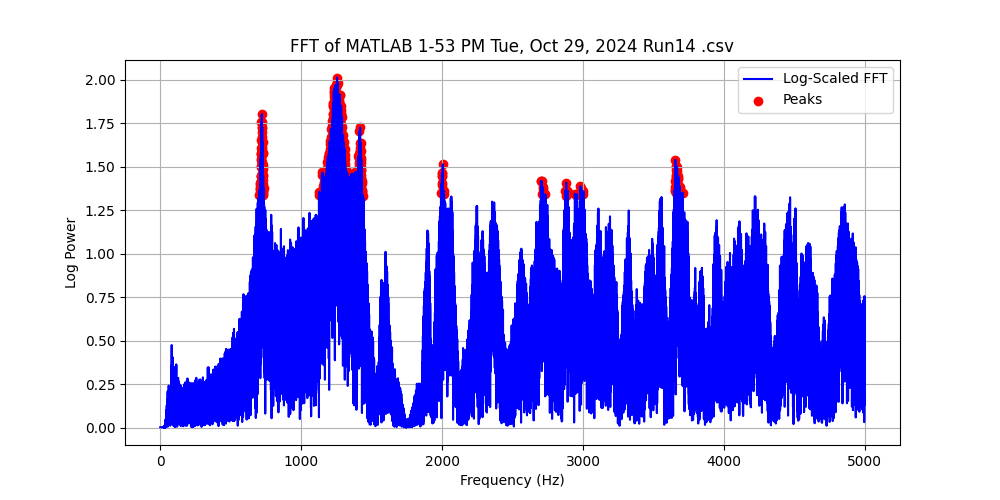 FFT of MATLAB 1-53 PM Tue, Oct 29, 2024 Run14 .csv
Log-Scaled FFT
Peaks
2.00
1.75
1.50
1.25
1.00
0.75
0.50
0.25
0.00
Log Power
0 1000 2000 3000 4000 5000
Frequency (Hz)